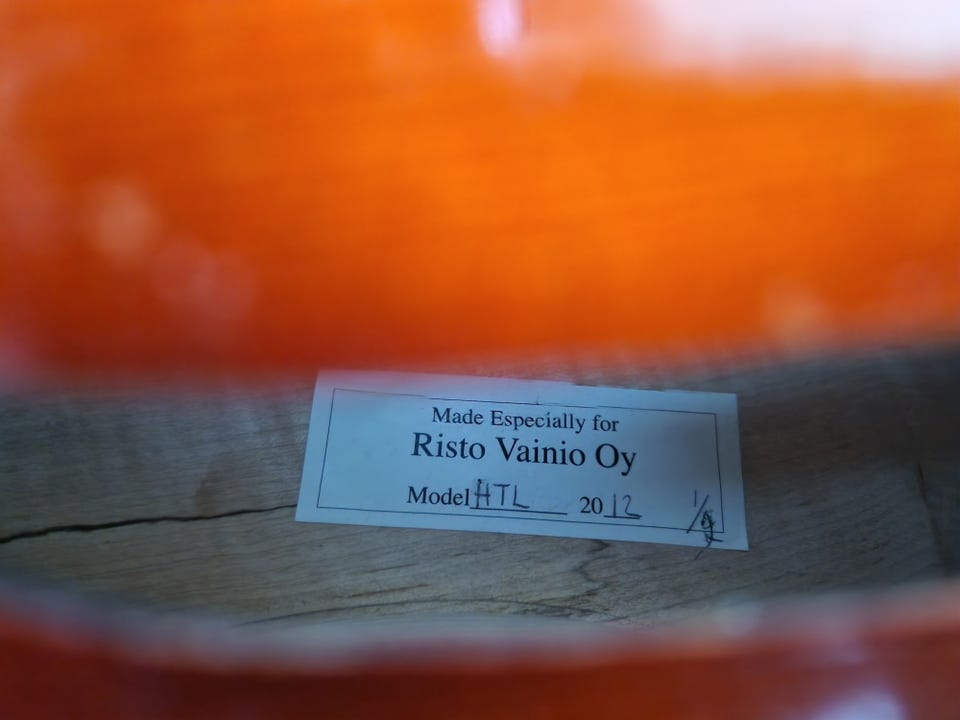 Made Especially for
Risto Vainio Oy
Model HTL 2012